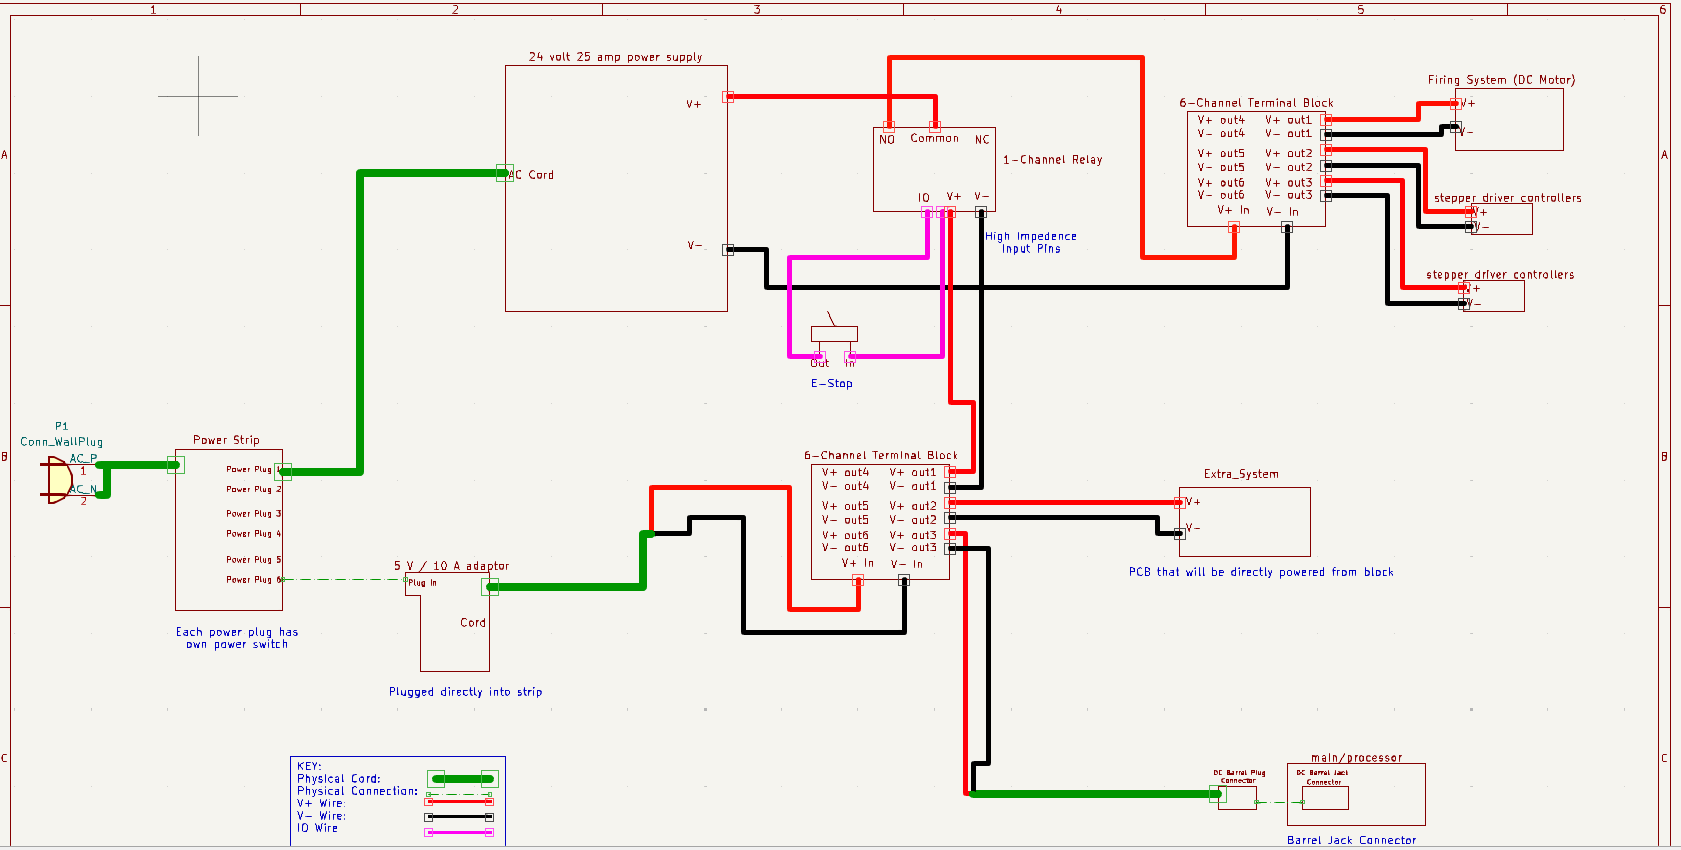 1 2 3 4 5 6
24 volt 25 amp power supply
V+
AC Cord
V-
NO Common NC
1-Channel Relay
IO V+ V-
High Impedence
Input Pins
Out In
E-Stop
6-Channel Terminal Block
V+ out4 V+ out1
V- out4 V- out1
V+ out5 V+ out2
V- out5 V- out2
V+ out6 V+ out3
V- out6 V- out3
V+ In V- In
Firing System (DC Motor)
V+
V-
stepper driver controllers
V+
V-
stepper driver controllers
V+
V-
A A
B B
C C
P1
Conn_WallPlug
AC_P
1
AC_N
2
Power Strip
Power Plug 1
Power Plug 2
Power Plug 3
Power Plug 4
Power Plug 5
Power Plug 6
Each power plug has
own power switch
5 V / 10 A adaptor
Plug In
Cord
Plugged directly into strip
6-Channel Terminal Block
V+ out4 V+ out1
V- out4 V- out1
V+ out5 V+ out2
V- out5 V- out2
V+ out6 V+ out3
V- out6 V- out3
V+ In V- In
Extra_System
V+
V-
PCB that will be directly powered from block
KEY:
Physical Cord:
Physical Connection:
V+ Wire:
V- Wire:
IO Wire
main/processor
DC Barrel Plug
Connector
DC Barrel Jack
Connector
Barrel Jack Connector